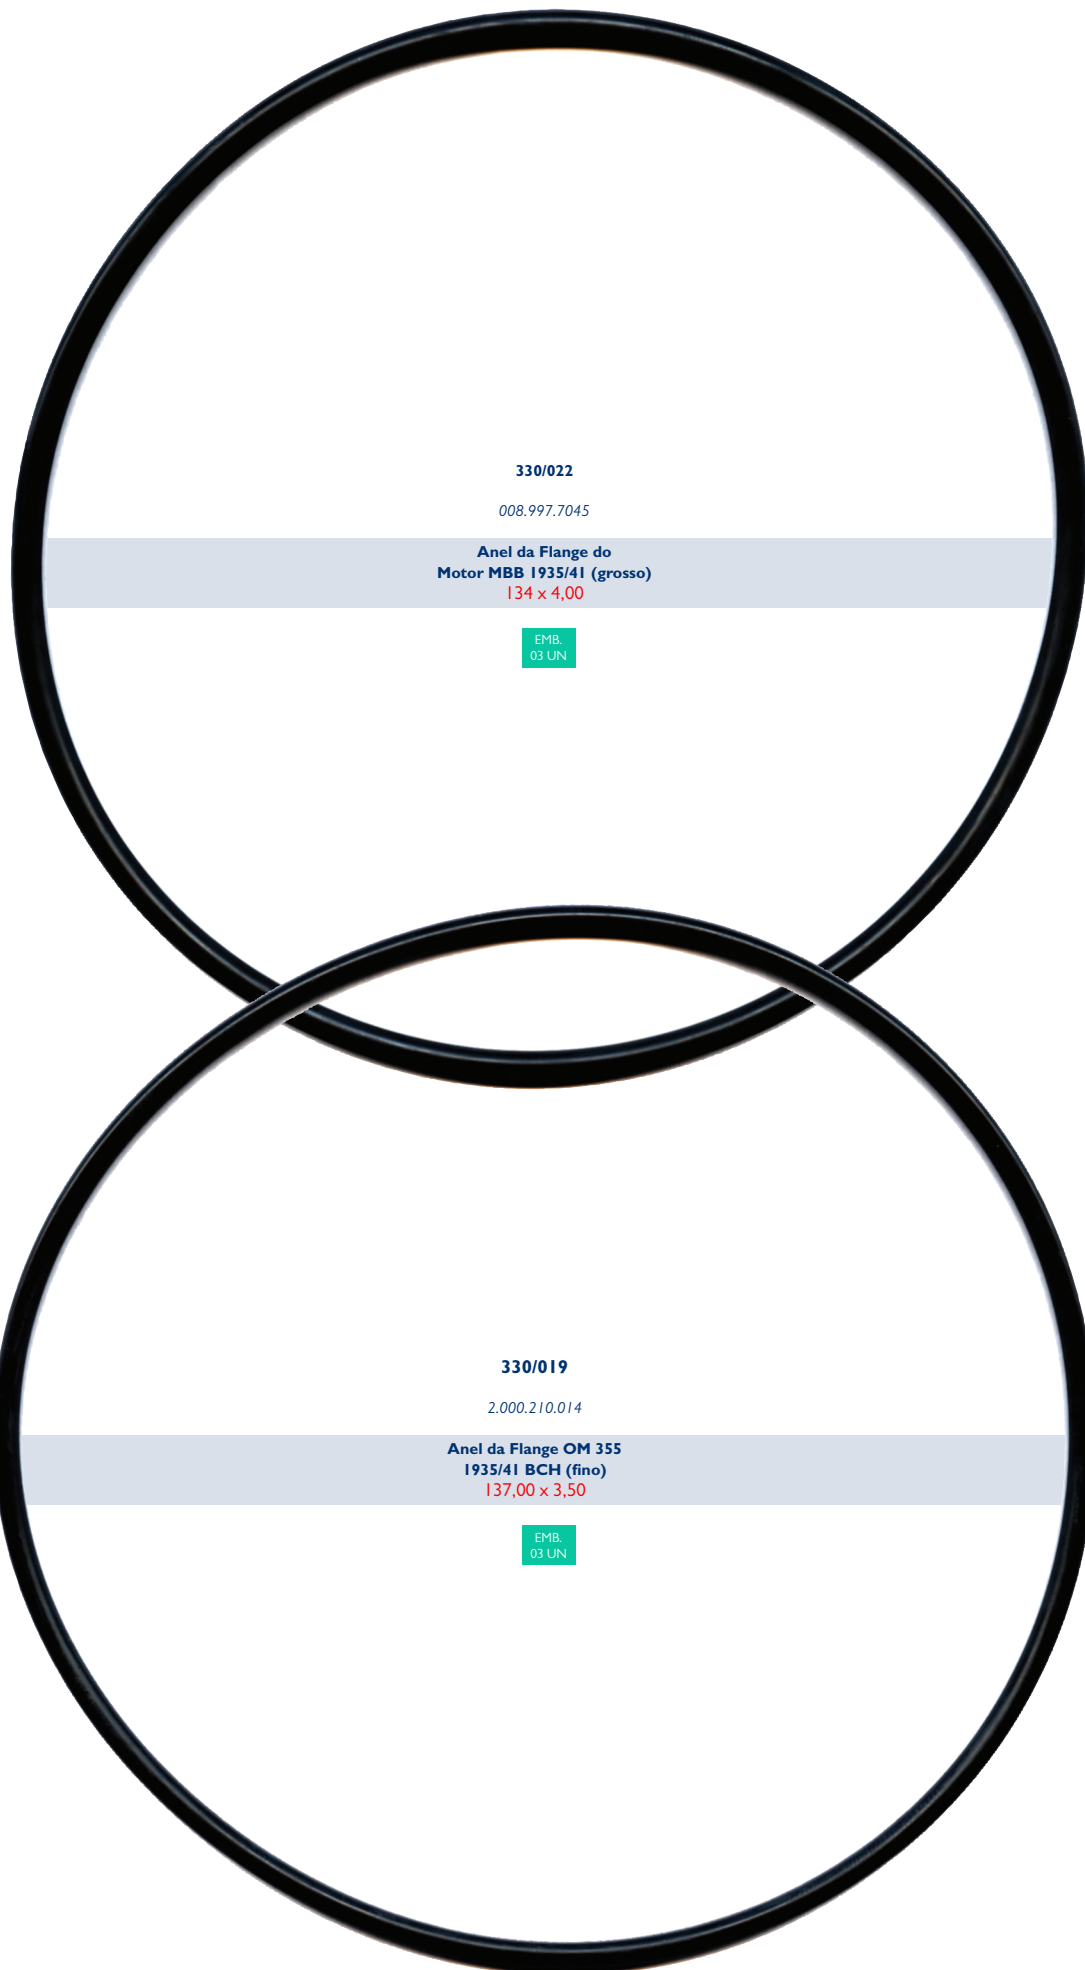 330/022
008.997.7045
Anel da Flange do
Motor MBB 1935/41 (grosso)
134 x 4,00
EMB.
03 UN
330/019
2.000.210.014
Anel da Flange OM 355
1935/41 BCH (fino)
137,00 x 3,50
EMB.
03 UN